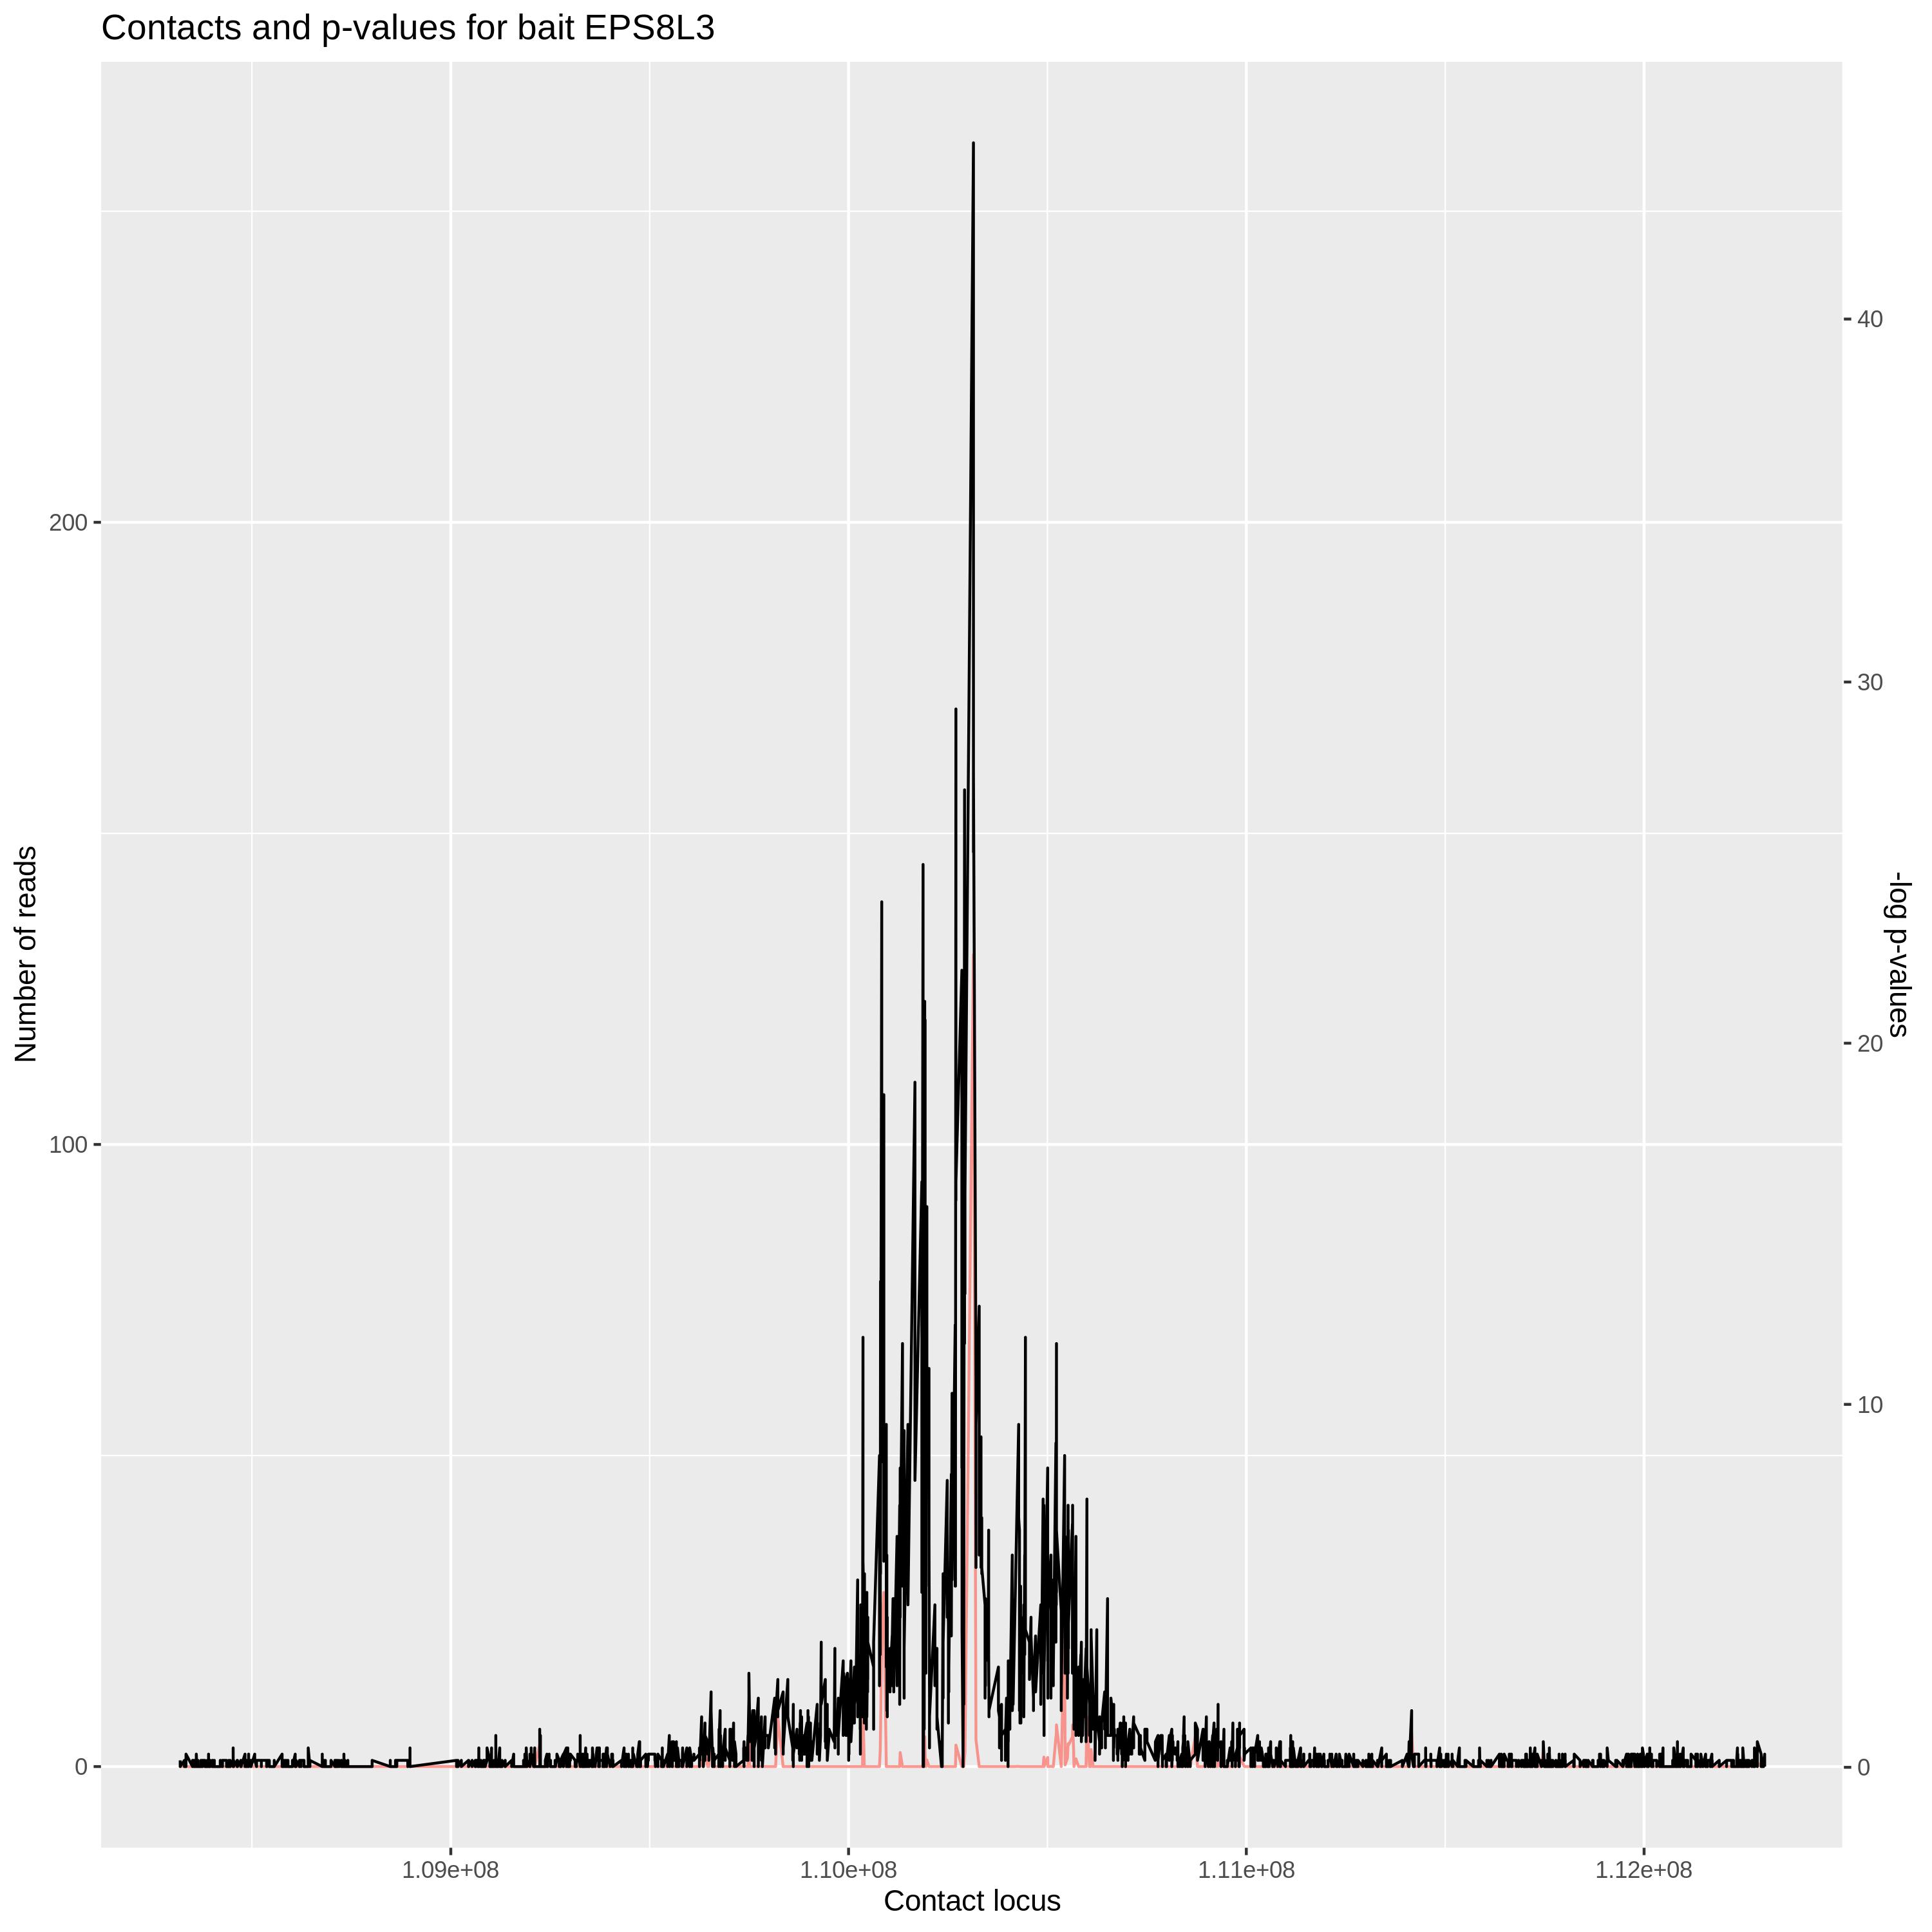 Contacts and p-values for bait EPS8L3
Number of reads
200
100
0
40
30
20
10
0
-log p-values
1.09e+08 1.10e+08 1.11e+08 1.12e+08
Contact locus